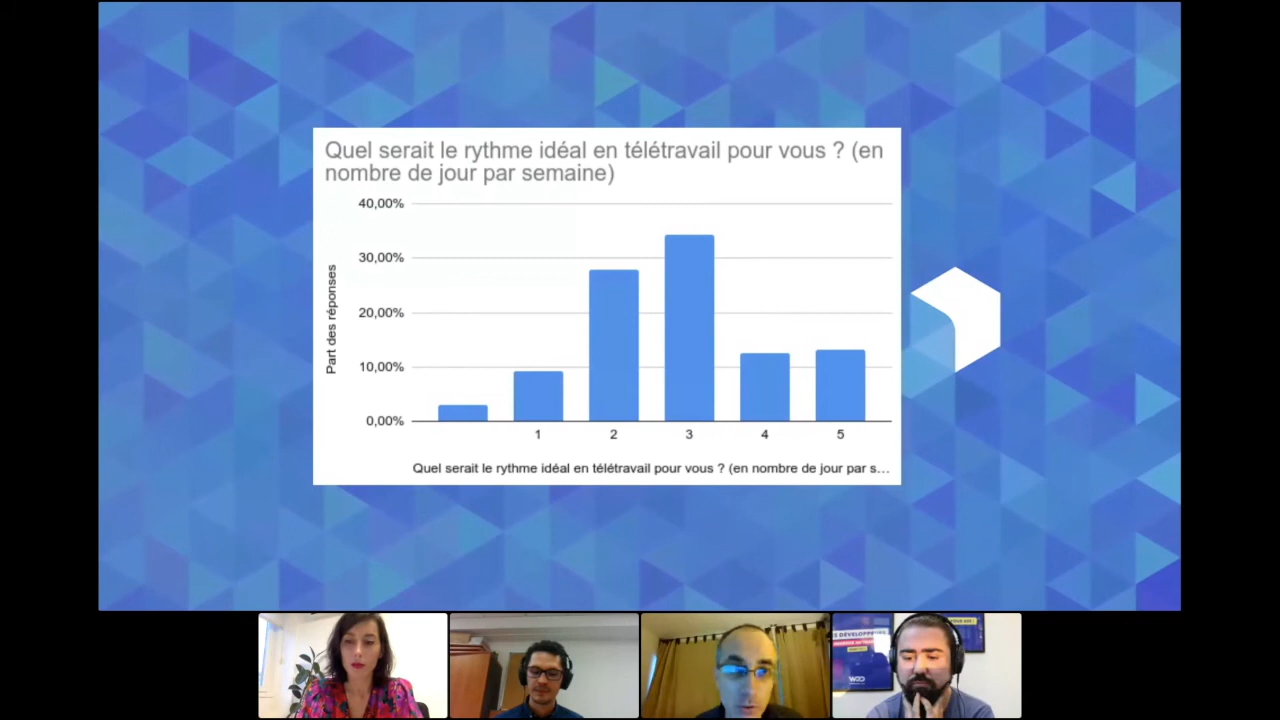 Quel serait le rythme idéal en télétravail pour vous ? (en
nombre de jour par semaine)
40,00%
30,00%
20,00%
10,00%
0,00%
Part des réponses
1 2 3 4 5
Quel serait le rythme idéal en télétravail pour vous ? (en nombre de jour par s...